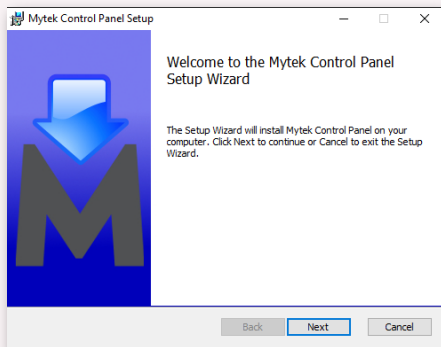 Mytek Control Panel Setup
Welcome to the Mytek Control Panel
Setup Wizard
The Setup Wizard will install Mytek Control Panel on your
computer. Click Next to continue or Cancel to exit the Setup
Wizard.
Back Next Cancel